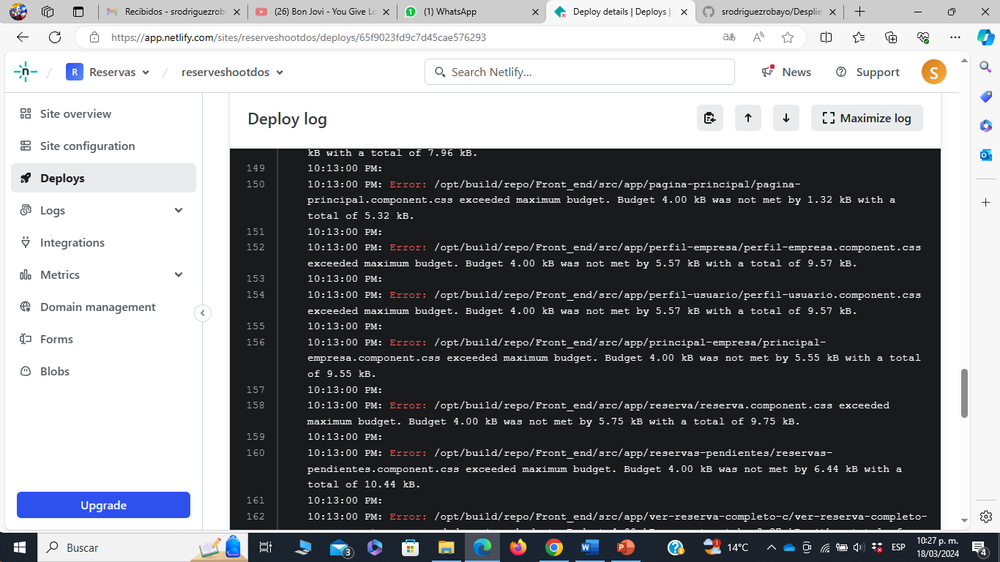 Recibidos - srodriguezroba
(26) Bon Jovi - You Give Lo
(1) WhatsApp
Deploy details | Deploys |
srodriguezrobayo/Desplie
https://app.netlify.com/sites/reserveshootdos/deploys/65f9023fd9c7d45cae576293
R Reservas / reserveshootdos
Search Netlify...
News
Support
S
Site overview
Site configuration
Deploys
Logs
Integrations
Metrics
Domain management
Forms
Blobs
Upgrade
Deploy log
Maximize log
kB with a total of 7.96 kB.
149 10:13:00 PM:
150 10:13:00 PM: Error: /opt/build/repo/Front_end/src/app/pagina-principal/pagina-
principal.component.css exceeded maximum budget. Budget 4.00 kB was not met by 1.32 kB with a
total of 5.32 kB.
151 10:13:00 PM:
152 10:13:00 PM: Error: /opt/build/repo/Front_end/src/app/perfil-empresa/perfil-empresa.component.css
exceeded maximum budget. Budget 4.00 kB was not met by 5.57 kB with a total of 9.57 kB.
153 10:13:00 PM:
154 10:13:00 PM: Error: /opt/build/repo/Front_end/src/app/perfil-usuario/perfil-usuario.component.css
exceeded maximum budget. Budget 4.00 kB was not met by 5.57 kB with a total of 9.57 kB.
155 10:13:00 PM:
156 10:13:00 PM: Error: /opt/build/repo/Front_end/src/app/principal-empresa/principal-
empresa.component.css exceeded maximum budget. Budget 4.00 kB was not met by 5.55 kB with a total
of 9.55 kB.
157 10:13:00 PM:
158 10:13:00 PM: Error: /opt/build/repo/Front_end/src/app/reserva/reserva.component.css exceeded
maximum budget. Budget 4.00 kB was not met by 5.75 kB with a total of 9.75 kB.
159 10:13:00 PM:
160 10:13:00 PM: Error: /opt/build/repo/Front_end/src/app/reservas-pendientes/reservas-
pendientes.component.css exceeded maximum budget. Budget 4.00 kB was not met by 6.44 kB with a
total of 10.44 kB.
161 10:13:00 PM:
162 10:13:00 PM: Error: /opt/build/repo/Front_end/src/app/ver-reserva-completo-c/ver-reserva-completo-
Buscar
3
14°C
ESP
10:27 p. m.
18/03/2024
4